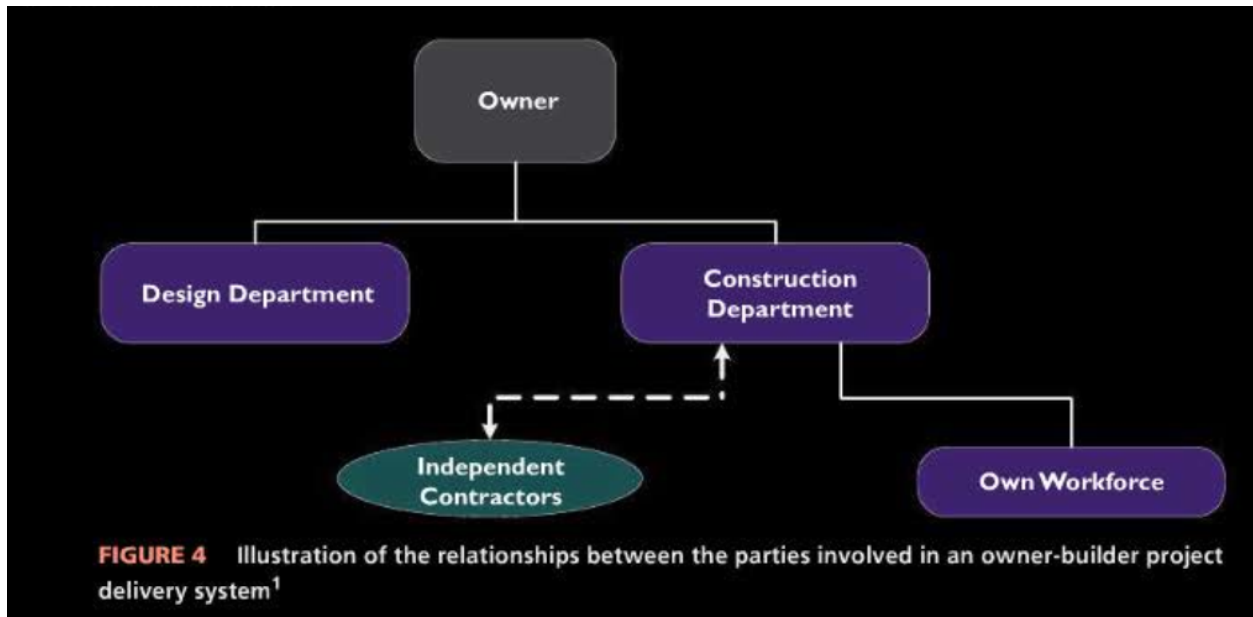 Owner
Design Department
Construction
Department
Independent
Contractors
Own Workforce
FIGURE 4 Illustration of the relationships between the parties involved in an owner-builder project
delivery system¹